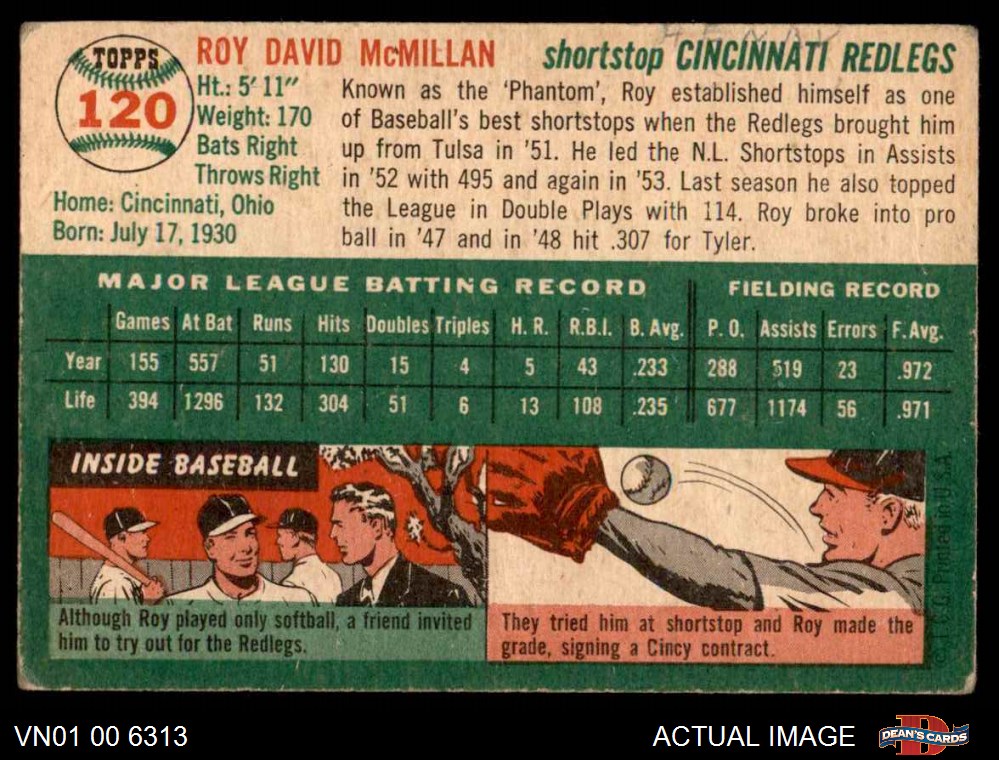 TOPPS
120
ROY DAVID McMILLAN
shortstop CINCINNATI REDLEGS
Ht.: 5' 11"
Weight: 170
Bats Right
Throws Right
Home: Cincinnati, Ohio
Born: July 17, 1930
Known as the 'Phantom', Roy established himself as one
of Baseball's best shortstops when the Redlegs brought him
up from Tulsa in '51. He led the N.L. Shortstops in Assists
in '52 with 495 and again in '53. Last season he also topped
the League in Double Plays with 114. Roy broke into pro
ball in '47 and in '48 hit .307 for Tyler.
MAJOR LEAGUE BATTING RECORD FIELDING RECORD
Games At Bat Runs Hits Doubles Triples H. R. R.B.I. B. Avg. P. O. Assists Errors F. Avg.
Year 155 557 51 130 15 4 5 43 .233 288 519 23 .972
Life 394 1296 132 304 51 6 13 108 .235 677 1174 56 .971
INSIDE BASEBALL
Although Roy played only softball, a friend invited
him to try out for the Redlegs.
They tried him at shortstop and Roy made the
grade, signing a Cincy contract.
©T.C.G. Printed in U.S.A.
VN01 00 6313
ACTUAL IMAGE
DEAN'S CARDS